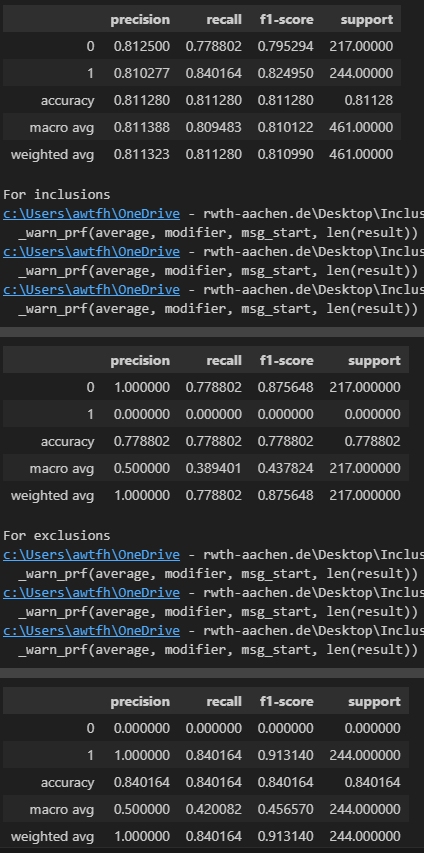 precision recall f1-score support
0 0.812500 0.778802 0.795294 217.00000
1 0.810277 0.840164 0.824950 244.00000
accuracy 0.811280 0.811280 0.811280 0.81128
macro avg 0.811388 0.809483 0.810122 461.00000
weighted avg 0.811323 0.811280 0.810990 461.00000
For inclusions
c:\Users\awtfh\OneDrive - rwth-aachen.de\Desktop\Inclus
_warn_prf(average, modifier, msg_start, len(result))
c:\Users\awtfh\OneDrive - rwth-aachen.de\Desktop\Inclus
_warn_prf(average, modifier, msg_start, len(result))
c:\Users\awtfh\OneDrive - rwth-aachen.de\Desktop\Inclus
_warn_prf(average, modifier, msg_start, len(result))
precision recall f1-score support
0 1.000000 0.778802 0.875648 217.000000
1 0.000000 0.000000 0.000000 0.000000
accuracy 0.778802 0.778802 0.778802 0.778802
macro avg 0.500000 0.389401 0.437824 217.000000
weighted avg 1.000000 0.778802 0.875648 217.000000
For exclusions
c:\Users\awtfh\OneDrive - rwth-aachen.de\Desktop\Inclus
_warn_prf(average, modifier, msg_start, len(result))
c:\Users\awtfh\OneDrive - rwth-aachen.de\Desktop\Inclus
_warn_prf(average, modifier, msg_start, len(result))
c:\Users\awtfh\OneDrive - rwth-aachen.de\Desktop\Inclus
_warn_prf(average, modifier, msg_start, len(result))
precision recall f1-score support
0 0.000000 0.000000 0.000000 0.000000
1 1.000000 0.840164 0.913140 244.000000
accuracy 0.840164 0.840164 0.840164 0.840164
macro avg 0.500000 0.420082 0.456570 244.000000
weighted avg 1.000000 0.840164 0.913140 244.000000